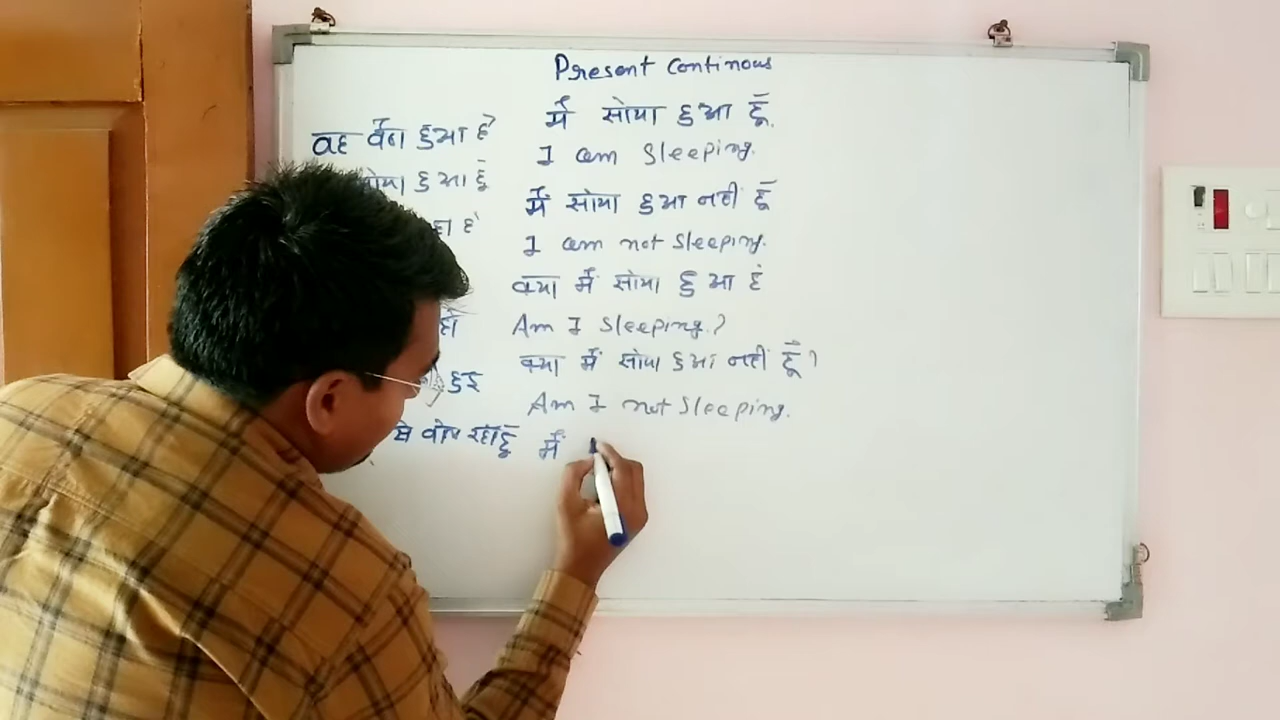 Present Continous
वह बैठा हुआ है
मैं सोया हुआ हूँ.
I am Sleeping.
हुआ हूँ
मैं सोया हुआ नहीं हूँ
I am not Sleeping.
क्या मैं सोया हुआ हूं
Am I Sleeping?
क्या मैं सोया हुआ नहीं हूँ?
हुई
Am I not Sleeping.
से बोल रहा हूँ
मैं